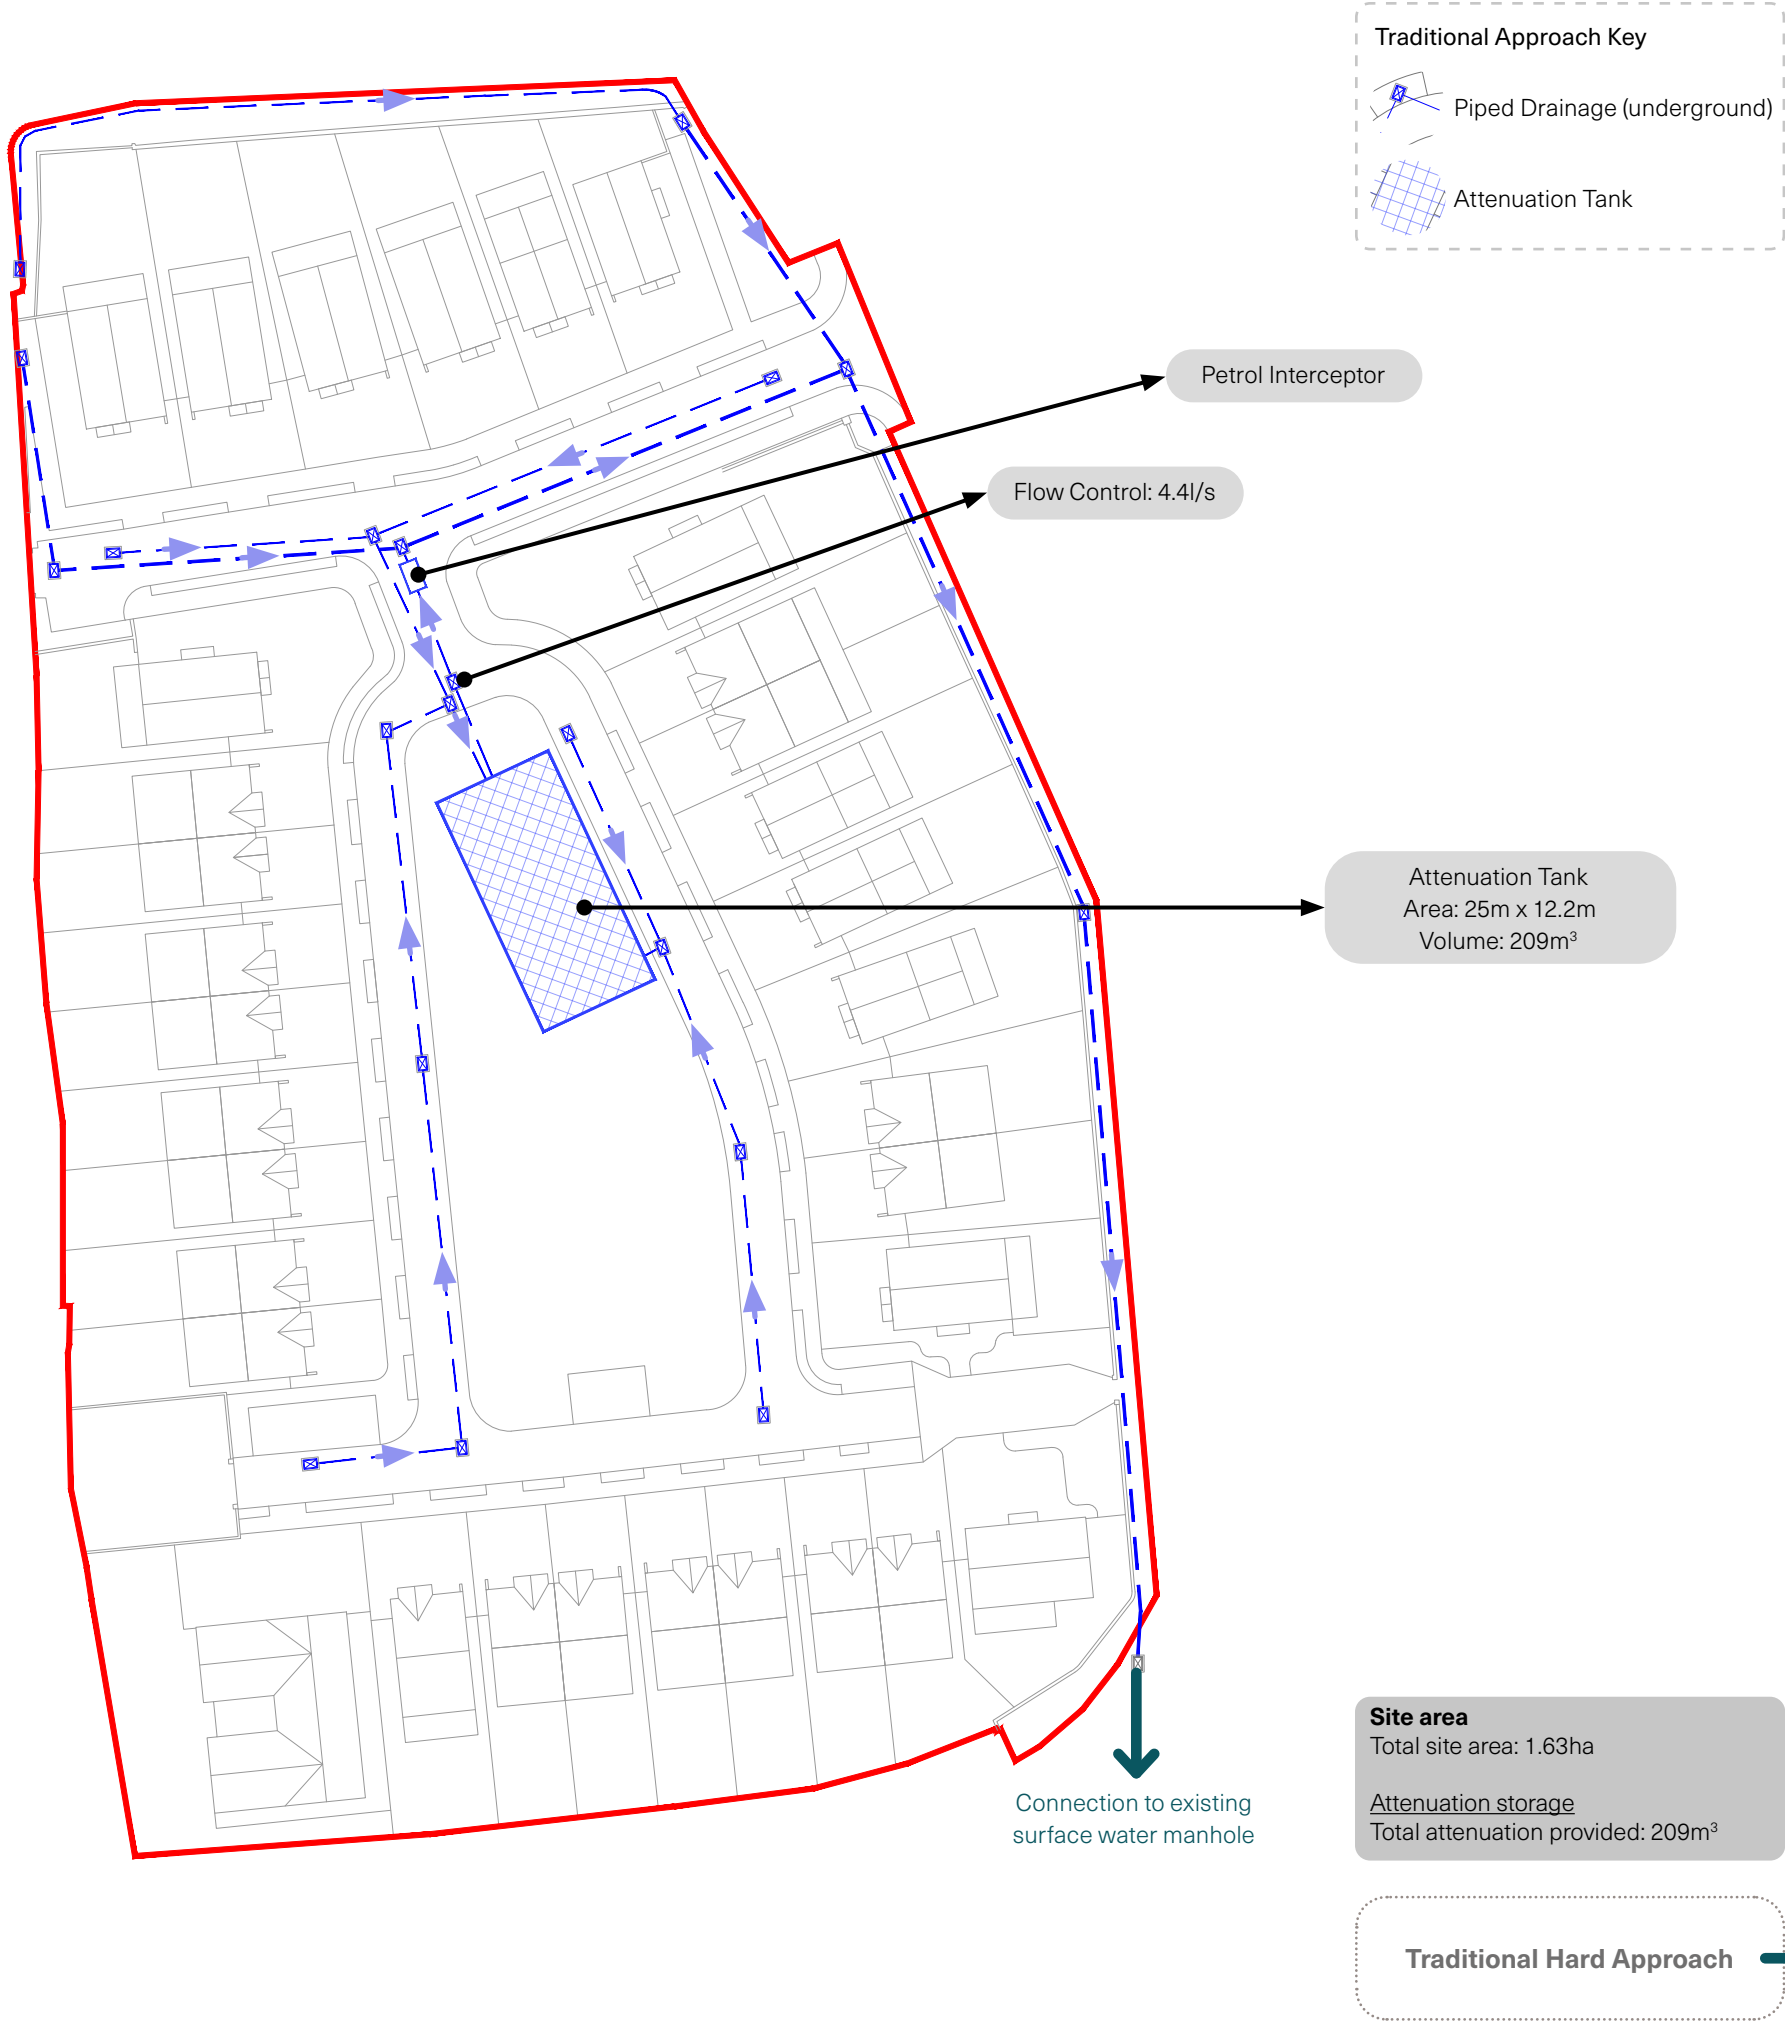 Traditional Approach Key
Piped Drainage (underground)
Attenuation Tank
Petrol Interceptor
Flow Control: 4.4l/s
Attenuation Tank
Area: 25m x 12.2m
Volume: 209m³
Connection to existing
surface water manhole
Site area
Total site area: 1.63ha
Attenuation storage
Total attenuation provided: 209m³
Traditional Hard Approach